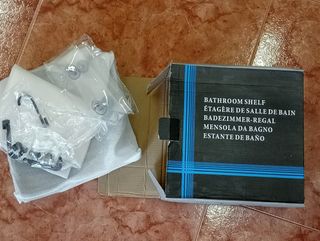 BATHROOM SHELF
ÉTAGÈRE DE SALLE DE BAIN
BADEZIMMER-REGAL
MENSOLA DA BAGNO
ESTANTE DE BAÑO